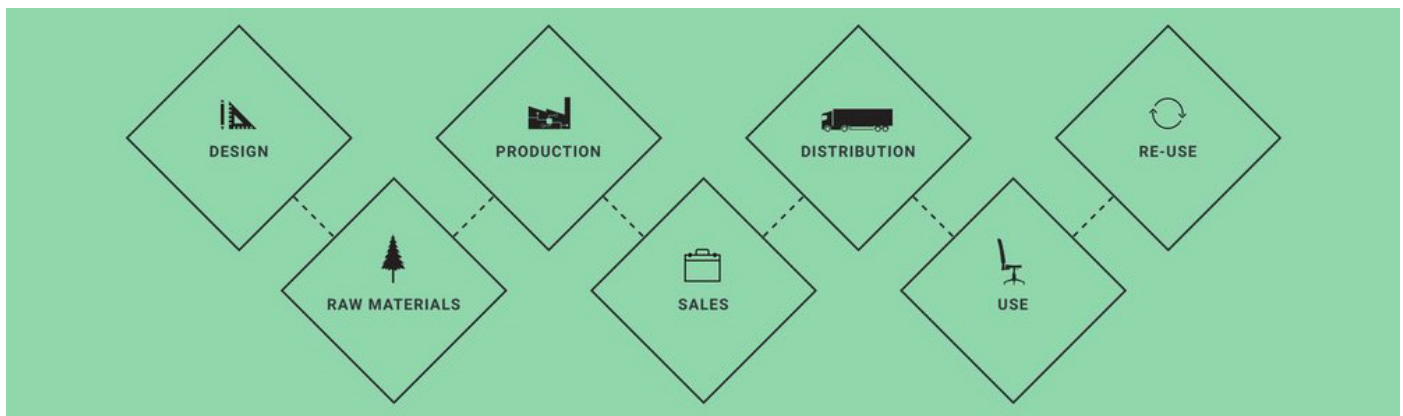 DESIGN
RAW MATERIALS
PRODUCTION
SALES
DISTRIBUTION
USE
RE-USE